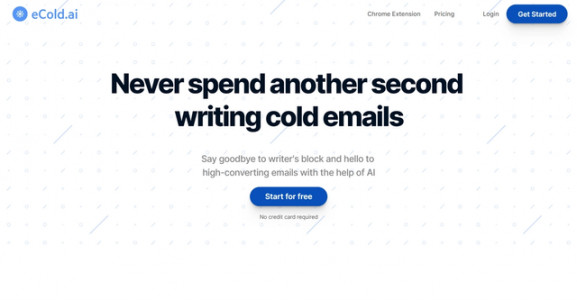 eCold.ai
Chrome Extension Pricing Login Get Started
Never spend another second
writing cold emails
Say goodbye to writer's block and hello to
high-converting emails with the help of AI
Start for free
No credit card required